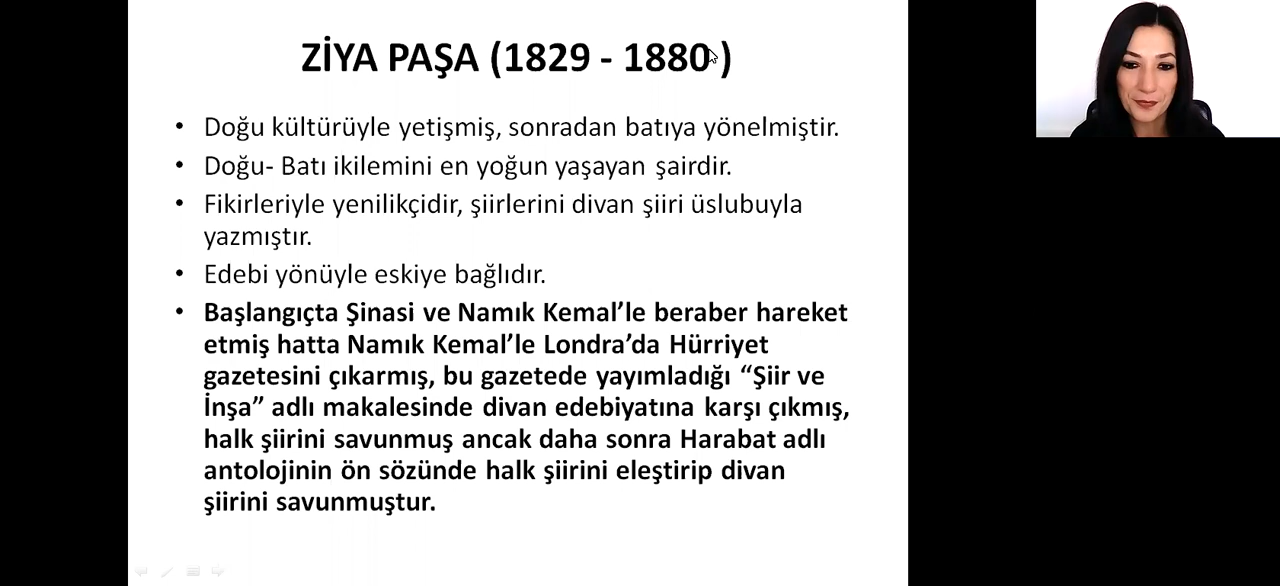 ZİYA PAŞA (1829 - 1880 )
• Doğu kültürüyle yetişmiş, sonradan batıya yönelmiştir.
• Doğu- Batı ikilemini en yoğun yaşayan şairdir.
• Fikirleriyle yenilikçidir, şiirlerini divan şiiri üslubuyla
yazmıştır.
• Edebi yönüyle eskiye bağlıdır.
• Başlangıçta Şinasi ve Namık Kemal’le beraber hareket
etmiş hatta Namık Kemal’le Londra’da Hürriyet
gazetesini çıkarmış, bu gazetede yayımladığı “Şiir ve
İnşa” adlı makalesinde divan edebiyatına karşı çıkmış,
halk şiirini savunmuş ancak daha sonra Harabat adlı
antolojinin ön sözünde halk şiirini eleştirip divan
şiirini savunmuştur.